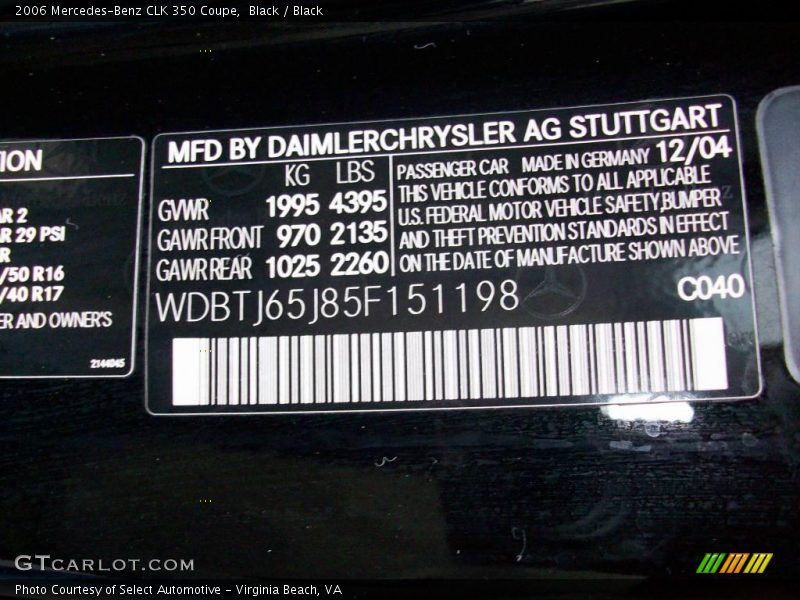 2006 Mercedes-Benz CLK 350 Coupe,  Black / Black
MFD BY DAIMLERCHRYSLER AG STUTTGART
KG LBS
GVWR 1995 4395
GAWR FRONT 970 2135
GAWR REAR 1025 2260
PASSENGER CAR MADE IN GERMANY 12/04
THIS VEHICLE CONFORMS TO ALL APPLICABLE
U.S. FEDERAL MOTOR VEHICLE SAFETY,BUMPER
AND THEFT PREVENTION STANDARDS IN EFFECT
ON THE DATE OF MANUFACTURE SHOWN ABOVE
WDBTJ65J85F151198
C040
TION
AR 2
AR 29 PSI
R
/50 R16
/40 R17
ER AND OWNER'S
2144045
GTCARLOT.COM
Photo Courtesy of Select Automotive - Virginia Beach, VA